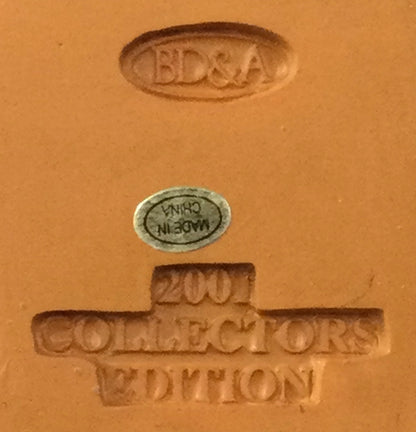 BD&A
MADE IN
CHINA
2001
COLLECTORS
EDITION